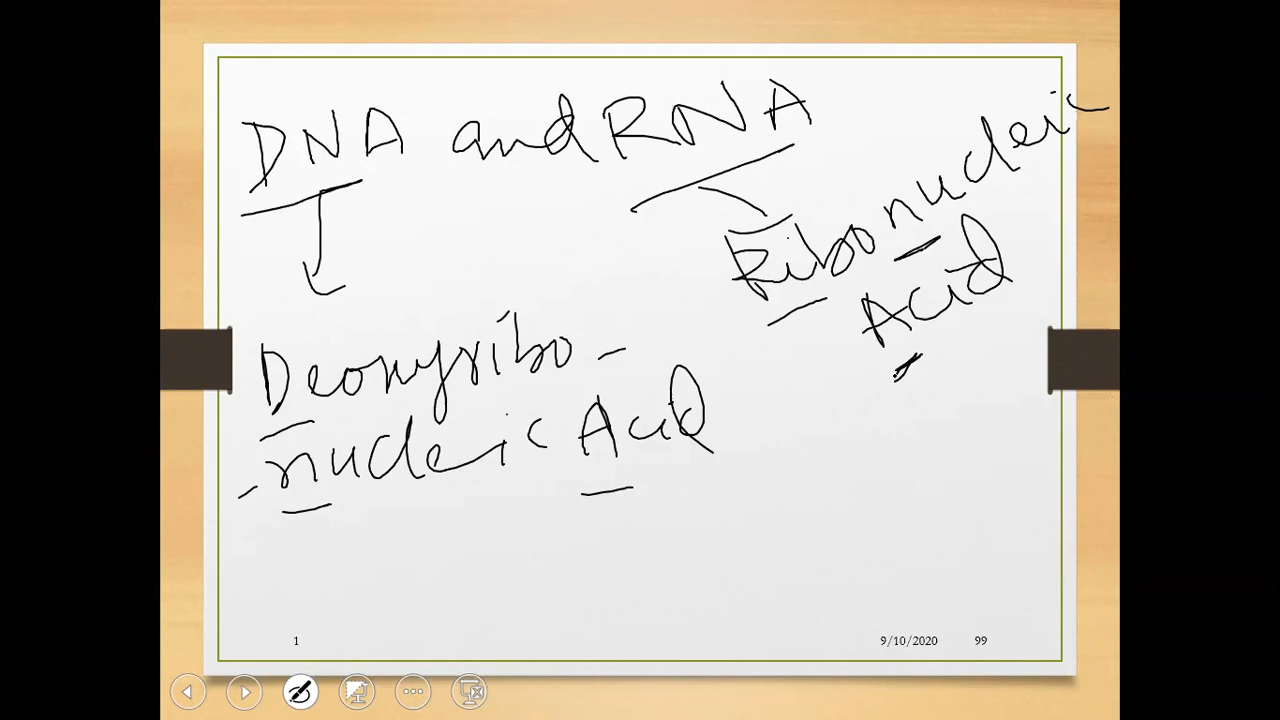 DNA and RNA
Ribonucleic
Acid
Deoxyribo-
-nucleic Acid
1
9/10/2020
99